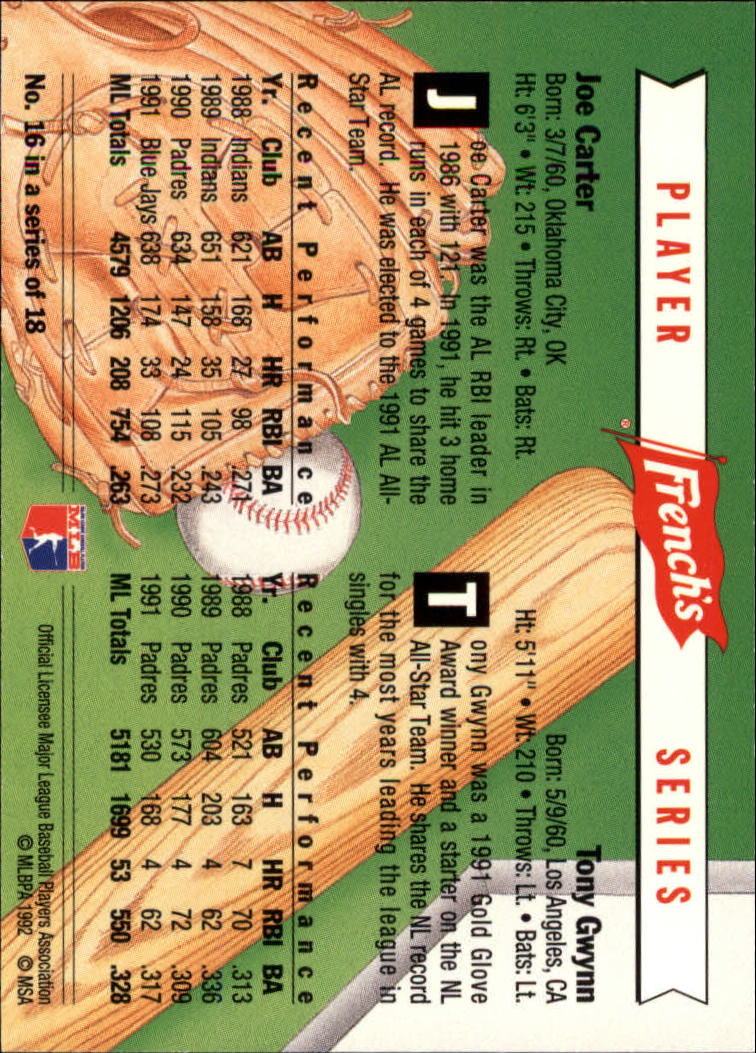 PLAYER French's® SERIES
Joe Carter
Born: 3/7/60, Oklahoma City, OK
Ht: 6'3" • Wt: 215 • Throws: Rt. • Bats: Rt.
Joe Carter was the AL RBI leader in
1986 with 121. In 1991, he hit 3 home
runs in each of 4 games to share the
AL record. He was elected to the 1991 AL All-
Star Team.
Recent Performance
Yr. Club AB H HR RBI BA
1988 Indians 621 168 27 98 .271
1989 Indians 651 158 35 105 .243
1990 Padres 634 147 24 115 .232
1991 Blue Jays 638 174 33 108 .273
ML Totals 4579 1206 208 754 .263
No. 16 in a series of 18
Tony Gwynn
Born: 5/9/60, Los Angeles, CA
Ht: 5'11" • Wt: 210 • Throws: Lt. • Bats: Lt.
Tony Gwynn was a 1991 Gold Glove
Award winner and a starter on the NL
All-Star Team. He shares the NL record
for the most years leading the league in
singles with 4.
Recent Performance
Yr. Club AB H HR RBI BA
1988 Padres 521 163 7 70 .313
1989 Padres 604 203 4 62 .336
1990 Padres 573 177 4 72 .309
1991 Padres 530 168 4 62 .317
ML Totals 5181 1699 53 550 .328
MLB
Official Licensee Major League Baseball Players Association
© MLBPA 1992 © MSA